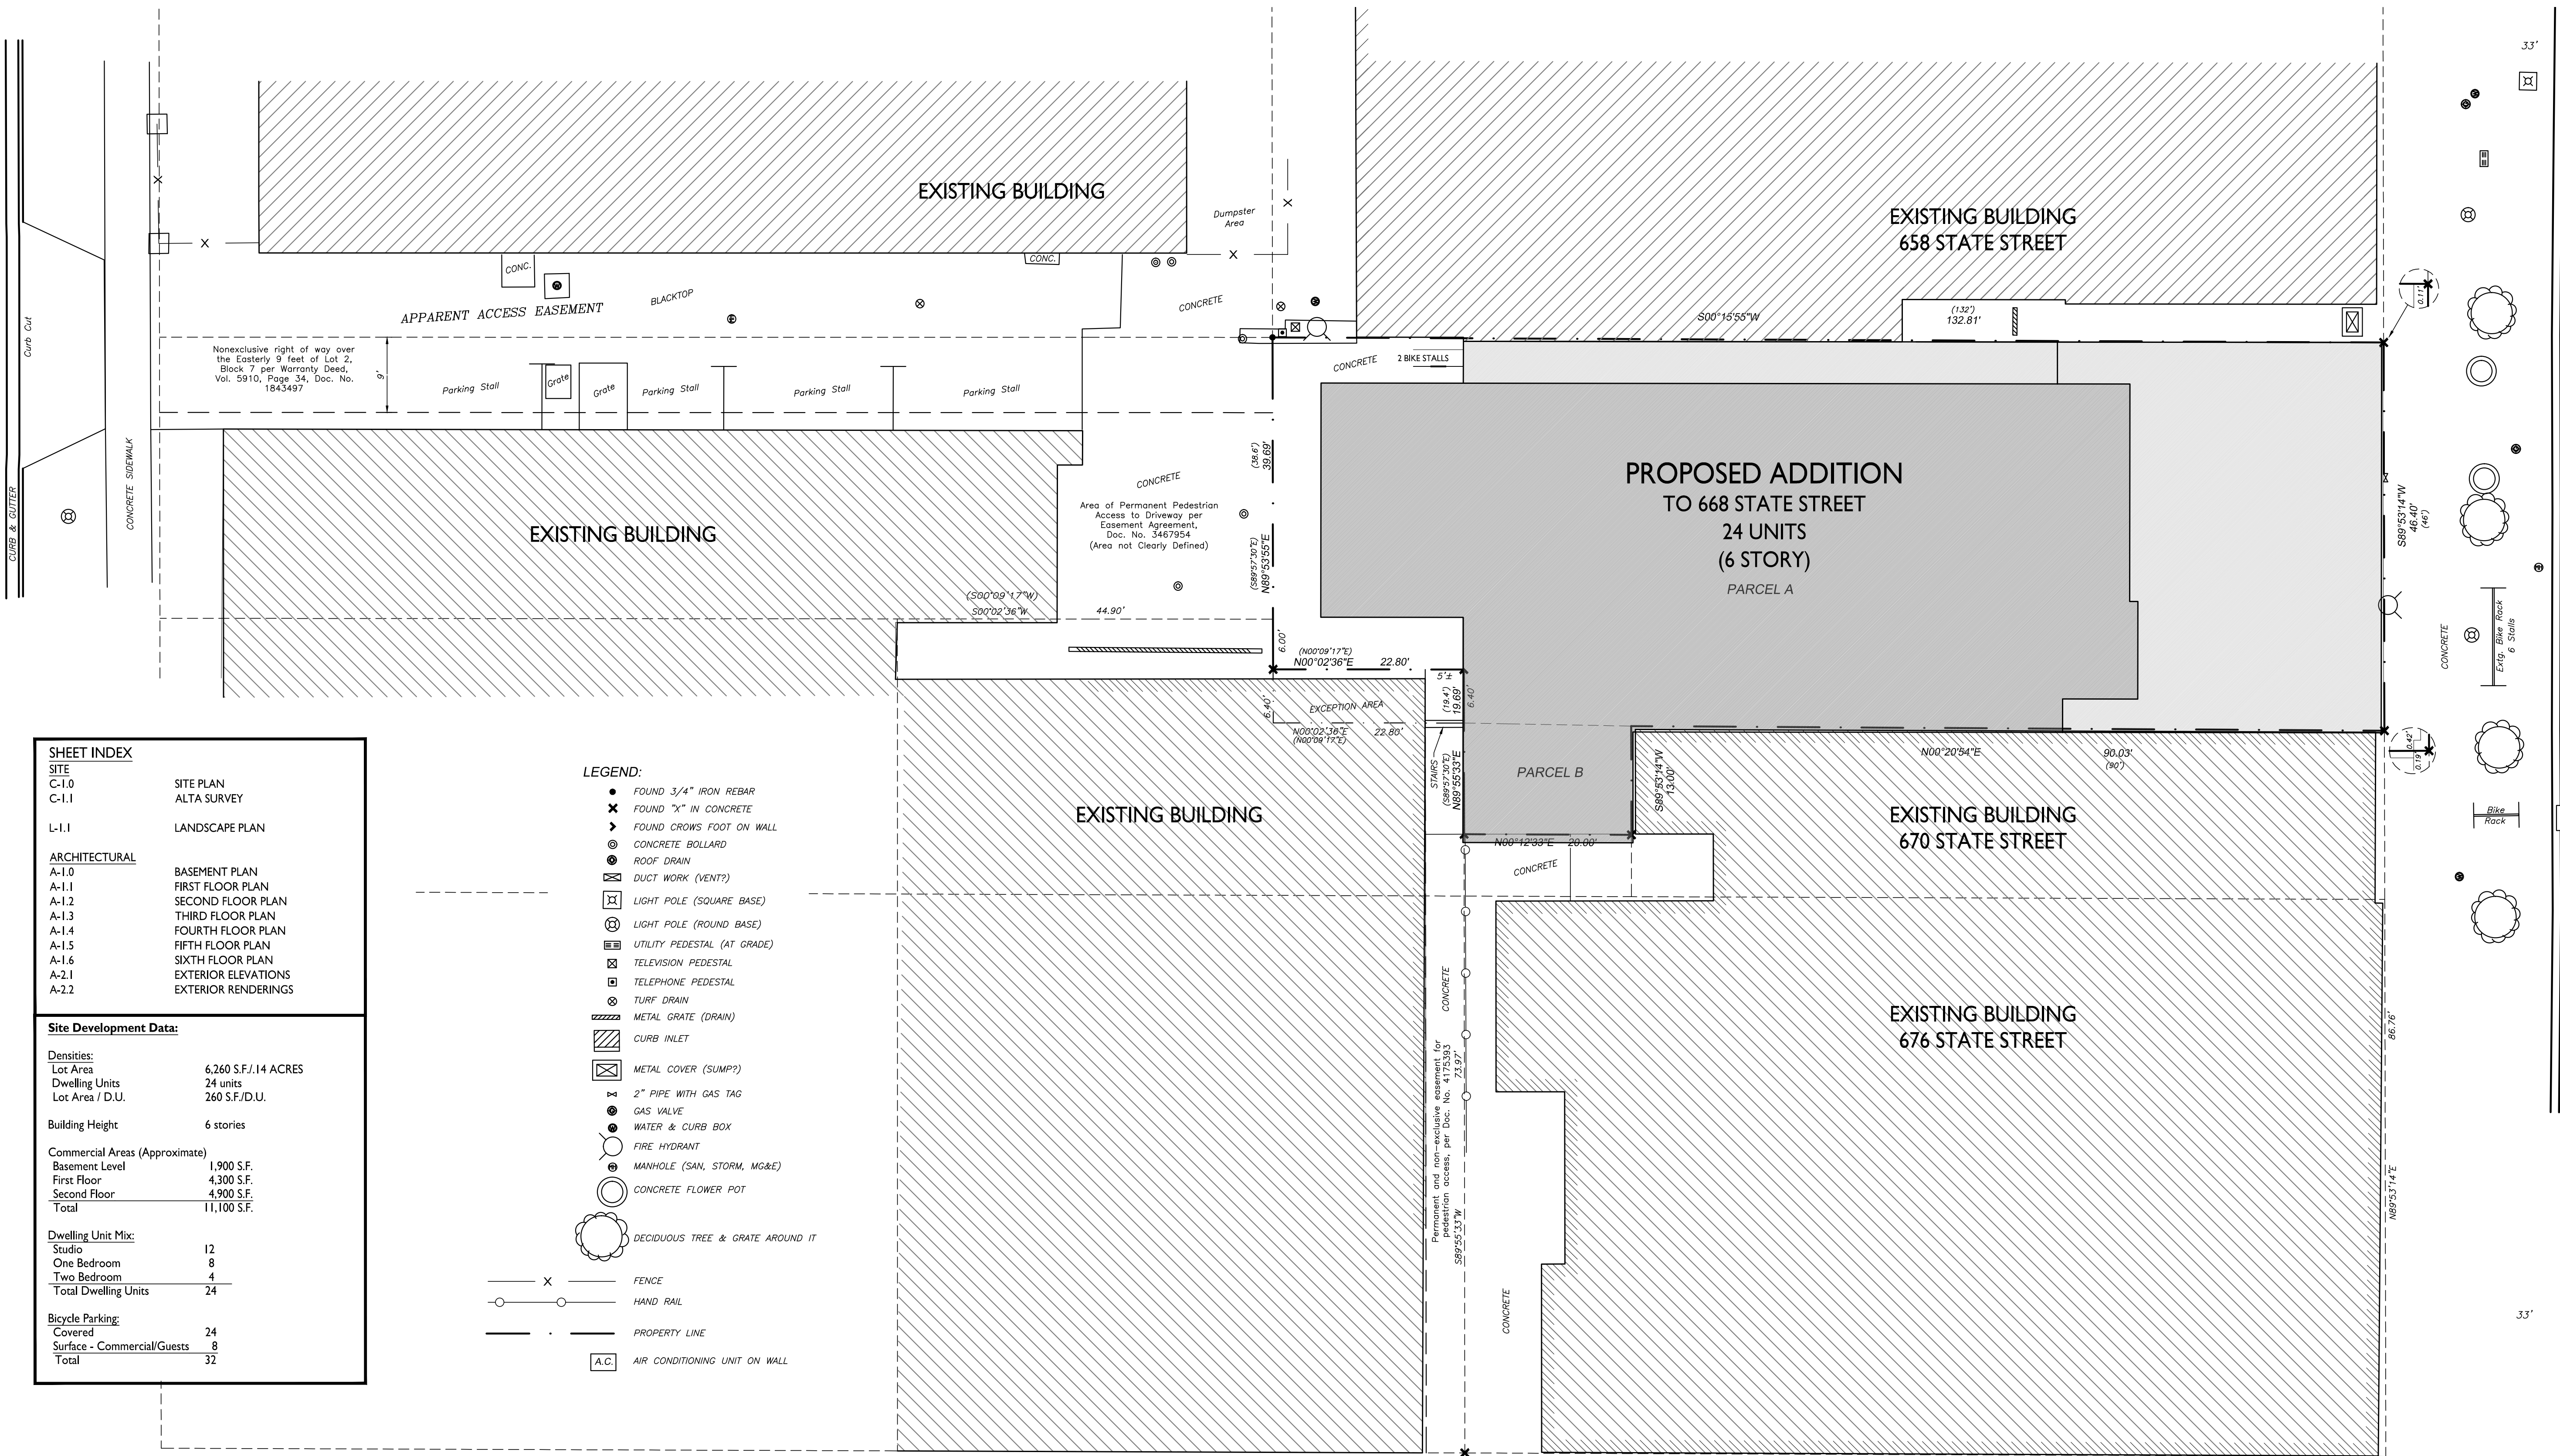 33'
EXISTING BUILDING
Dumpster
Area
EXISTING BUILDING
658 STATE STREET
CONC.
CONC.
APPARENT ACCESS EASEMENT
BLACKTOP
CONCRETE
S00°15'55"W
(132')
132.81'
0.11'
Curb Cut
Nonexclusive right of way over
the Easterly 9 feet of Lot 2,
Block 7 per Warranty Deed,
Vol. 5910, Page 34, Doc. No.
1843497
9'
Parking Stall
Grate
Grate
Parking Stall
Parking Stall
Parking Stall
CONCRETE
2 BIKE STALLS
CURB & GUTTER
CONCRETE SIDEWALK
EXISTING BUILDING
CONCRETE
Area of Permanent Pedestrian
Access to Driveway per
Easement Agreement,
Doc. No. 3467954
(Area not Clearly Defined)
(38.6')
39.69'
(S89°57'30"E)
N89°53'55"E
PROPOSED ADDITION
TO 668 STATE STREET
24 UNITS
(6 STORY)
PARCEL A
S89°53'14"W
46.40'
(46')
CONCRETE
Extg. Bike Rack
6 Stalls
(S00°09'17"W)
S00°02'36"W
44.90'
6.00'
(N00°09'17"E)
N00°02'36"E
22.80'
5'±
(19.4')
19.69'
6.40'
6.40'
EXCEPTION AREA
N00°02'36"E
22.80'
(N00°09'17"E)
STAIRS
(S89°57'30"E)
N89°55'33"E
PARCEL B
S89°53'14"W
13.00'
N00°20'54"E
90.03'
(90')
0.42'
0.19'
N00°12'33"E
20.00'
CONCRETE
EXISTING BUILDING
EXISTING BUILDING
670 STATE STREET
Bike
Rack
EXISTING BUILDING
676 STATE STREET
CONCRETE
Permanent and non-exclusive easement for
pedestrian access, per Doc. No. 4175393
73.97'
S89°55'33"W
CONCRETE
86.76'
N89°53'14"E
33'
SHEET INDEX
SITE
C-1.0 SITE PLAN
C-1.1 ALTA SURVEY
L-1.1 LANDSCAPE PLAN
ARCHITECTURAL
A-1.0 BASEMENT PLAN
A-1.1 FIRST FLOOR PLAN
A-1.2 SECOND FLOOR PLAN
A-1.3 THIRD FLOOR PLAN
A-1.4 FOURTH FLOOR PLAN
A-1.5 FIFTH FLOOR PLAN
A-1.6 SIXTH FLOOR PLAN
A-2.1 EXTERIOR ELEVATIONS
A-2.2 EXTERIOR RENDERINGS
Site Development Data:
Densities:
Lot Area 6,260 S.F./.14 ACRES
Dwelling Units 24 units
Lot Area / D.U. 260 S.F./D.U.
Building Height 6 stories
Commercial Areas (Approximate)
Basement Level 1,900 S.F.
First Floor 4,300 S.F.
Second Floor 4,900 S.F.
Total 11,100 S.F.
Dwelling Unit Mix:
Studio 12
One Bedroom 8
Two Bedroom 4
Total Dwelling Units 24
Bicycle Parking:
Covered 24
Surface - Commercial/Guests 8
Total 32
LEGEND:
FOUND 3/4" IRON REBAR
FOUND "X" IN CONCRETE
FOUND CROWS FOOT ON WALL
CONCRETE BOLLARD
ROOF DRAIN
DUCT WORK (VENT?)
LIGHT POLE (SQUARE BASE)
LIGHT POLE (ROUND BASE)
UTILITY PEDESTAL (AT GRADE)
TELEVISION PEDESTAL
TELEPHONE PEDESTAL
TURF DRAIN
METAL GRATE (DRAIN)
CURB INLET
METAL COVER (SUMP?)
2" PIPE WITH GAS TAG
GAS VALVE
WATER & CURB BOX
FIRE HYDRANT
MANHOLE (SAN, STORM, MG&E)
CONCRETE FLOWER POT
DECIDUOUS TREE & GRATE AROUND IT
X FENCE
HAND RAIL
PROPERTY LINE
A.C. AIR CONDITIONING UNIT ON WALL